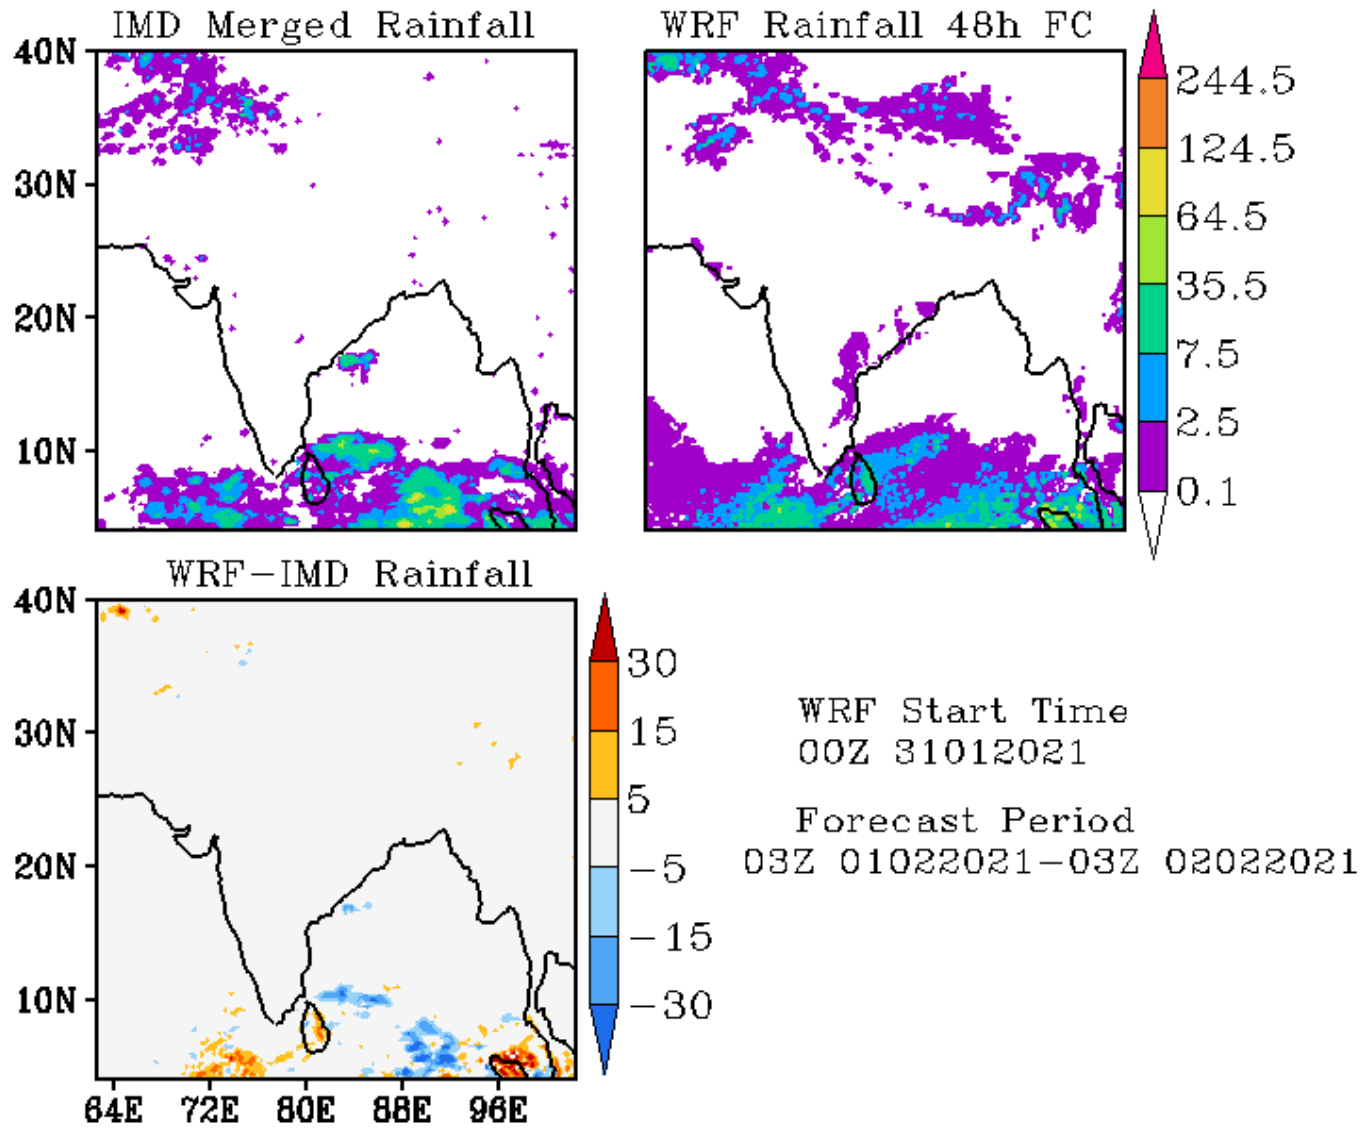 IMD Merged Rainfall
WRF Rainfall 48h FC
40N
30N
20N
10N
244.5
124.5
64.5
35.5
7.5
2.5
0.1
WRF-IMD Rainfall
40N
30N
20N
10N
64E 72E 80E 88E 96E
30
15
5
-5
-15
-30
WRF Start Time
00Z 31012021
Forecast Period
03Z 01022021-03Z 02022021